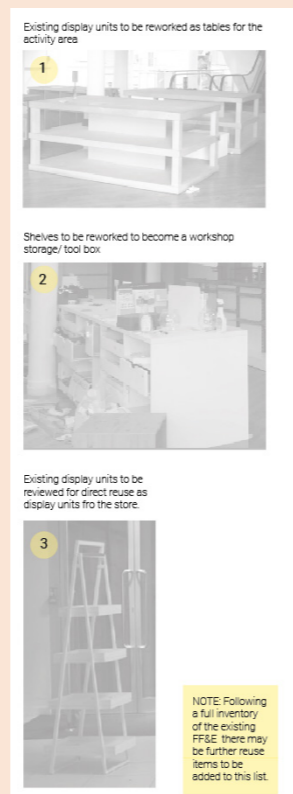 Existing display units to be reworked as tables for the
activity area
1
Shelves to be reworked to become a workshop
storage/ tool box
2
Existing display units to be
reviewed for direct reuse as
display units fro the store.
3
NOTE: Following
a full inventory
of the existing
FF&E there may
be further reuse
items to be
added to this list.